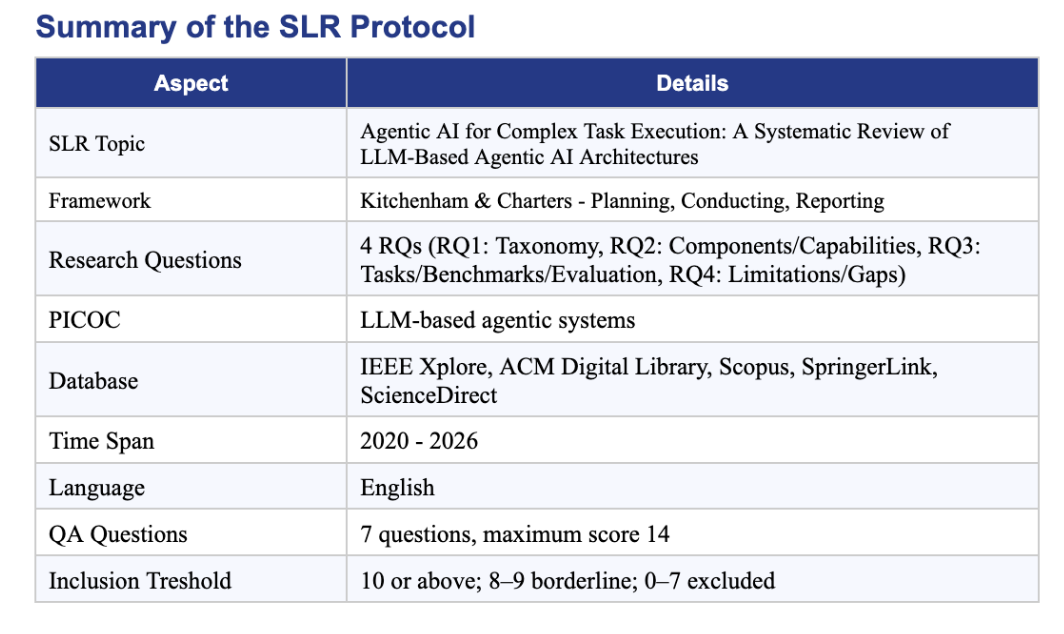 Summary of the SLR Protocol
Aspect
Details
SLR Topic
Agentic AI for Complex Task Execution: A Systematic Review of
LLM-Based Agentic AI Architectures
Framework
Kitchenham & Charters - Planning, Conducting, Reporting
Research Questions
4 RQs (RQ1: Taxonomy, RQ2: Components/Capabilities, RQ3:
Tasks/Benchmarks/Evaluation, RQ4: Limitations/Gaps)
PICOC
LLM-based agentic systems
Database
IEEE Xplore, ACM Digital Library, Scopus, SpringerLink,
ScienceDirect
Time Span
2020 - 2026
Language
English
QA Questions
7 questions, maximum score 14
Inclusion Treshold
10 or above; 8–9 borderline; 0–7 excluded